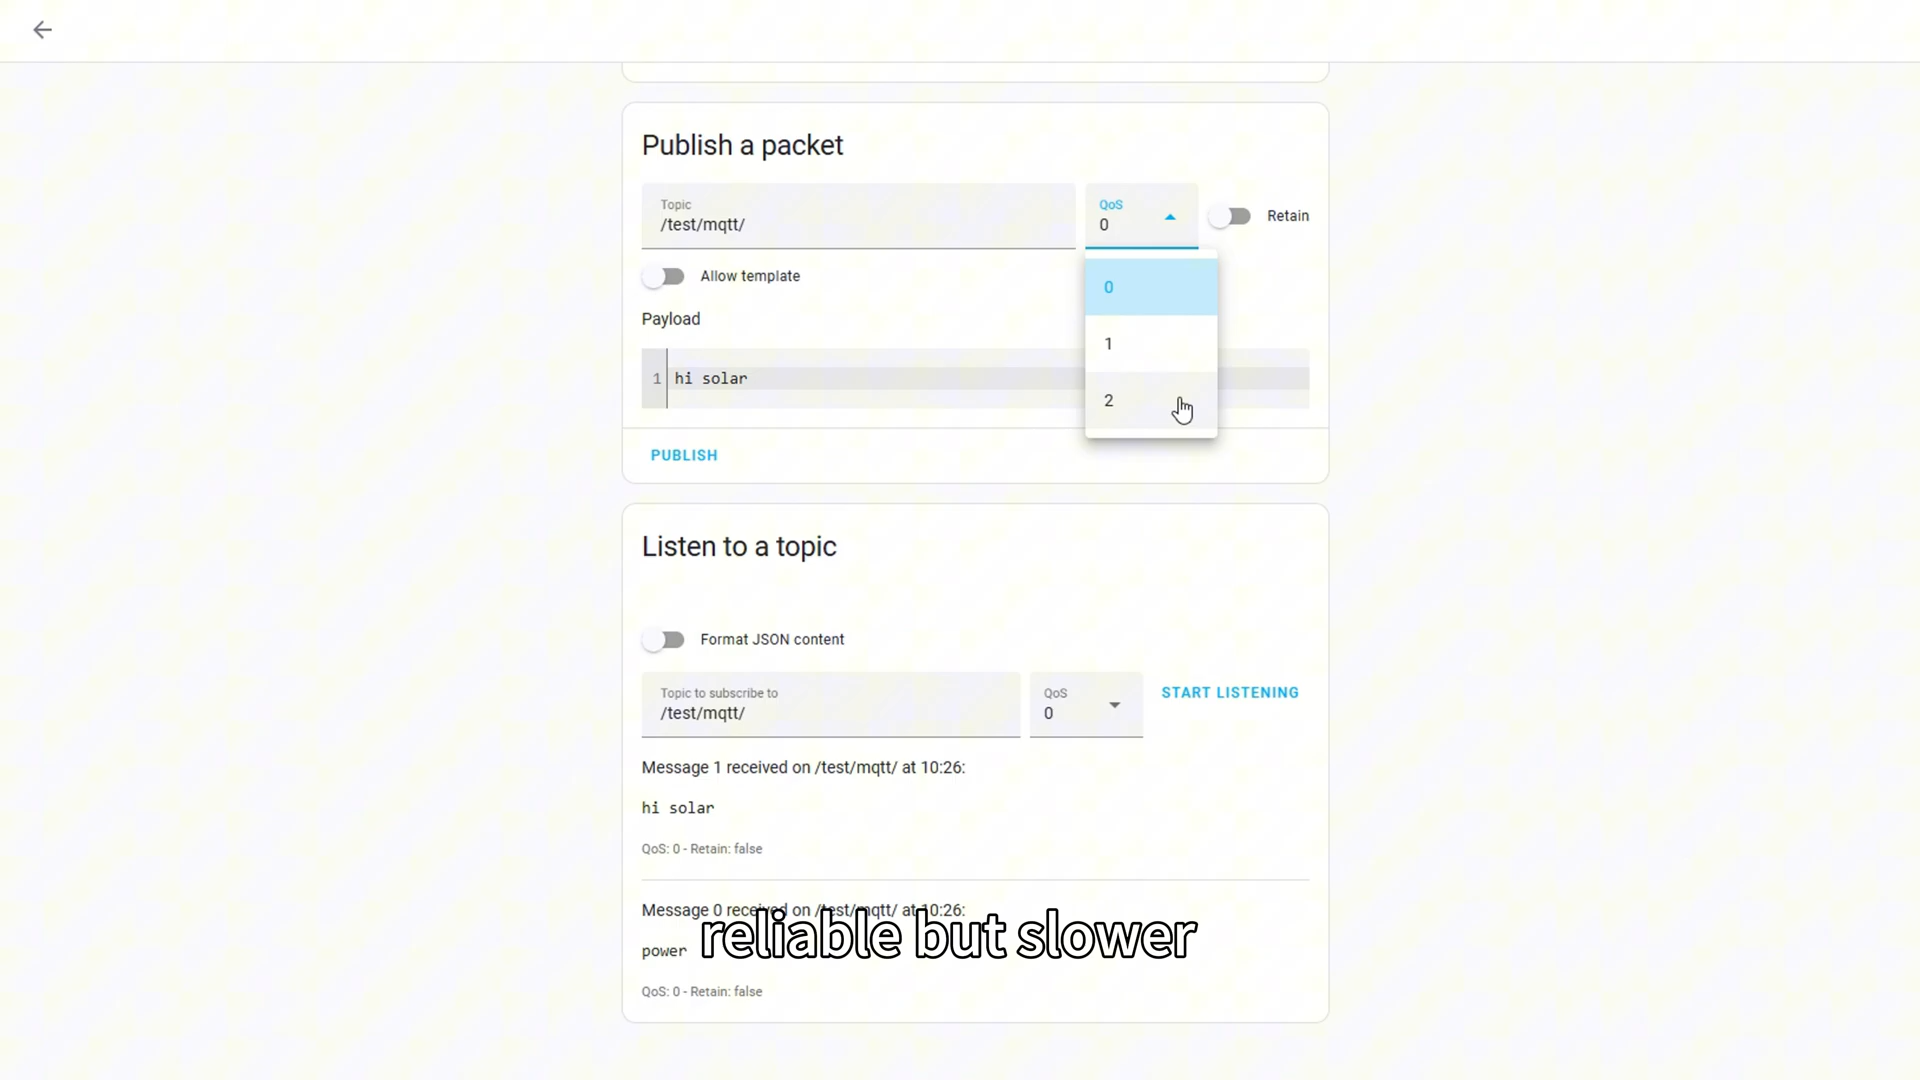 Publish a packet
Topic
/test/mqtt/
QoS
0
Retain
Allow template
0
1
2
Payload
1 hi solar
PUBLISH
Listen to a topic
Format JSON content
Topic to subscribe to
/test/mqtt/
QoS
0
START LISTENING
Message 1 received on /test/mqtt/ at 10:26:
hi solar
QoS: 0 - Retain: false
Message 0 received on /test/mqtt/ at 10:26:
power
reliable but slower
QoS: 0 - Retain: false